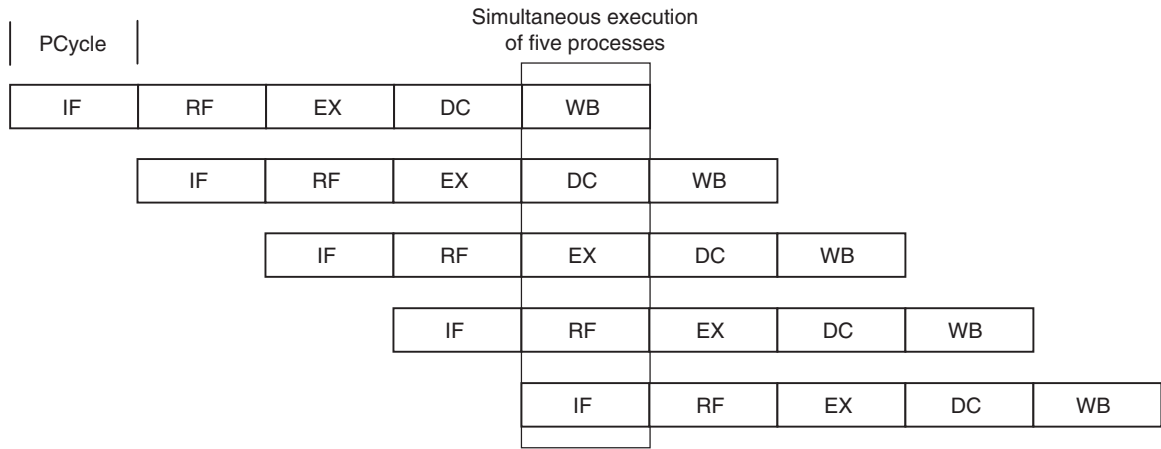 Simultaneous execution
of five processes
PCycle
IF RF EX DC WB
IF RF EX DC WB
IF RF EX DC WB
IF RF EX DC WB
IF RF EX DC WB